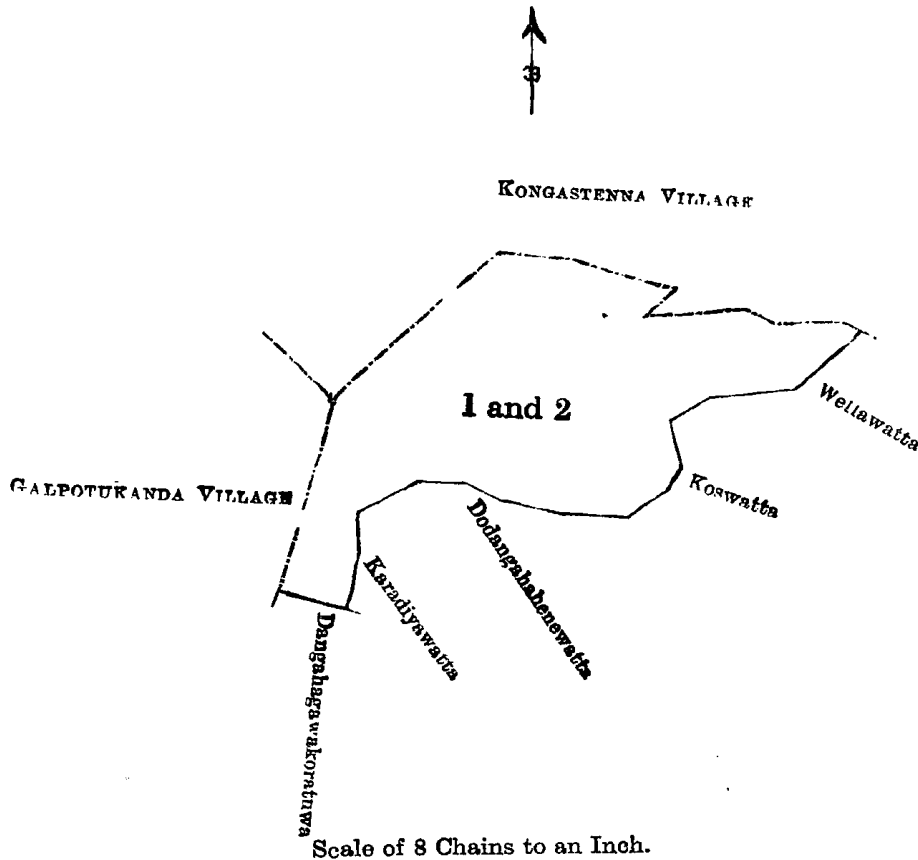 KONGASTENNA VILLAGE
1 and 2
Wellawatta
GALPOTUKANDA VILLAGE
Koswatta
Dodangahahenewatta
Karadiyawatta
Dangahagawakoratuwa
Scale of 8 Chains to an Inch.